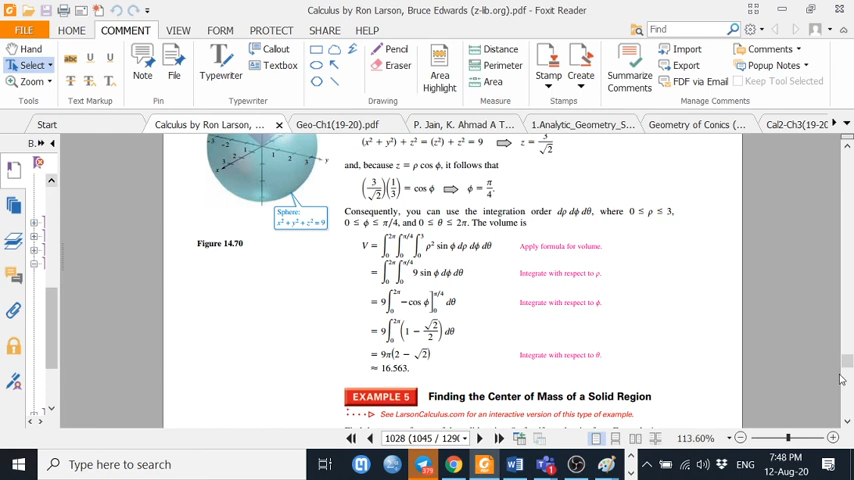 Calculus by Ron Larson, Bruce Edwards (z-lib.org).pdf - Foxit Reader
FILE HOME COMMENT VIEW FORM PROTECT SHARE HELP Find
Hand
Select
Zoom
Tools
Text Markup
Note File
Pin
Callout
Typewriter Textbox
Typewriter
Pencil
Eraser
Drawing
Area Highlight
Distance
Perimeter
Area
Measure
Stamp Create
Stamps
Summarize Comments
Import
Export
FDF via Email
Comments
Popup Notes
Keep Tool Selected
Manage Comments
Start Calculus by Ron Larson, ... Geo-Ch1(19-20).pdf P. Jain, K. Ahmad A T... 1.Analytic_Geometry_S... Geometry of Conics (... Cal2-Ch3(19-20
B..
(x² + y²) + z² = (z²) + z² = 9 ⇒ z = 3/√2
and, because z = ρ cos ϕ, it follows that
(3/√2)(1/3) = cos ϕ ⇒ ϕ = π/4.
Sphere:
x² + y² + z² = 9
Figure 14.70
Consequently, you can use the integration order dρ dϕ dθ, where 0 ≤ ρ ≤ 3,
0 ≤ ϕ ≤ π/4, and 0 ≤ θ ≤ 2π. The volume is
V = ∫₀^2π ∫₀^π/4 ∫₀^3 ρ² sin ϕ dρ dϕ dθ Apply formula for volume.
= ∫₀^2π ∫₀^π/4 9 sin ϕ dϕ dθ Integrate with respect to ρ.
= 9 ∫₀^2π −cos ϕ]₀^π/4 dθ Integrate with respect to ϕ.
= 9 ∫₀^2π (1 − √2/2) dθ
= 9π(2 − √2) Integrate with respect to θ.
≈ 16.563.
EXAMPLE 5 Finding the Center of Mass of a Solid Region
See LarsonCalculus.com for an interactive version of this type of example.
1028 (1045 / 129 113.60%
Type here to search
379
ENG
7:48 PM
12-Aug-20